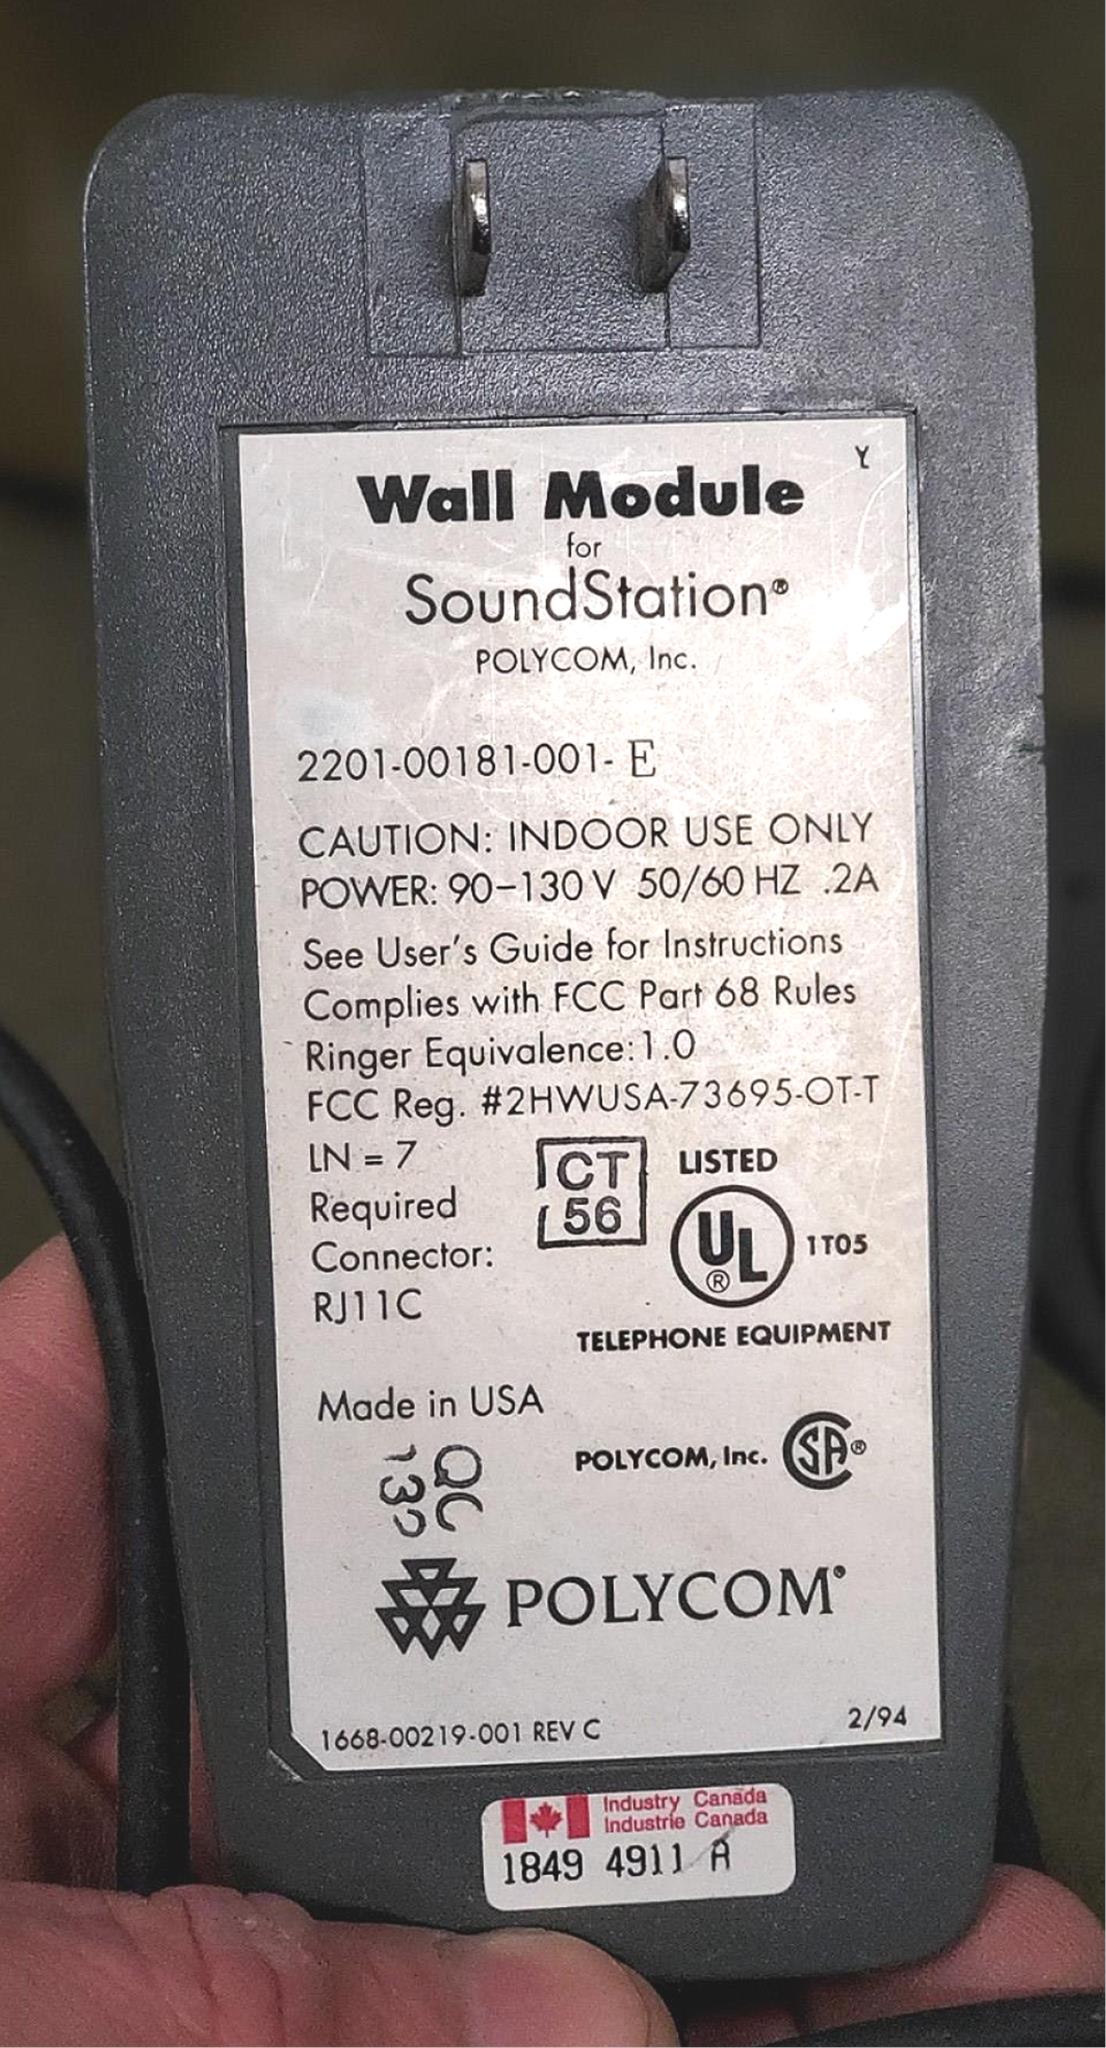 Y
Wall Module
for
SoundStation®
POLYCOM, Inc.
2201-00181-001- E
CAUTION: INDOOR USE ONLY
POWER: 90–130 V 50/60 HZ .2A
See User's Guide for Instructions
Complies with FCC Part 68 Rules
Ringer Equivalence: 1.0
FCC Reg. #2HWUSA-73695-OT-T
LN = 7
Required
Connector:
RJ11C
CT
56
LISTED
UL ® 1T05
TELEPHONE EQUIPMENT
Made in USA
QC
POLYCOM, Inc. SA®
POLYCOM®
1668-00219-001 REV C 2/94
Industry Canada
Industrie Canada
1849 4911 A